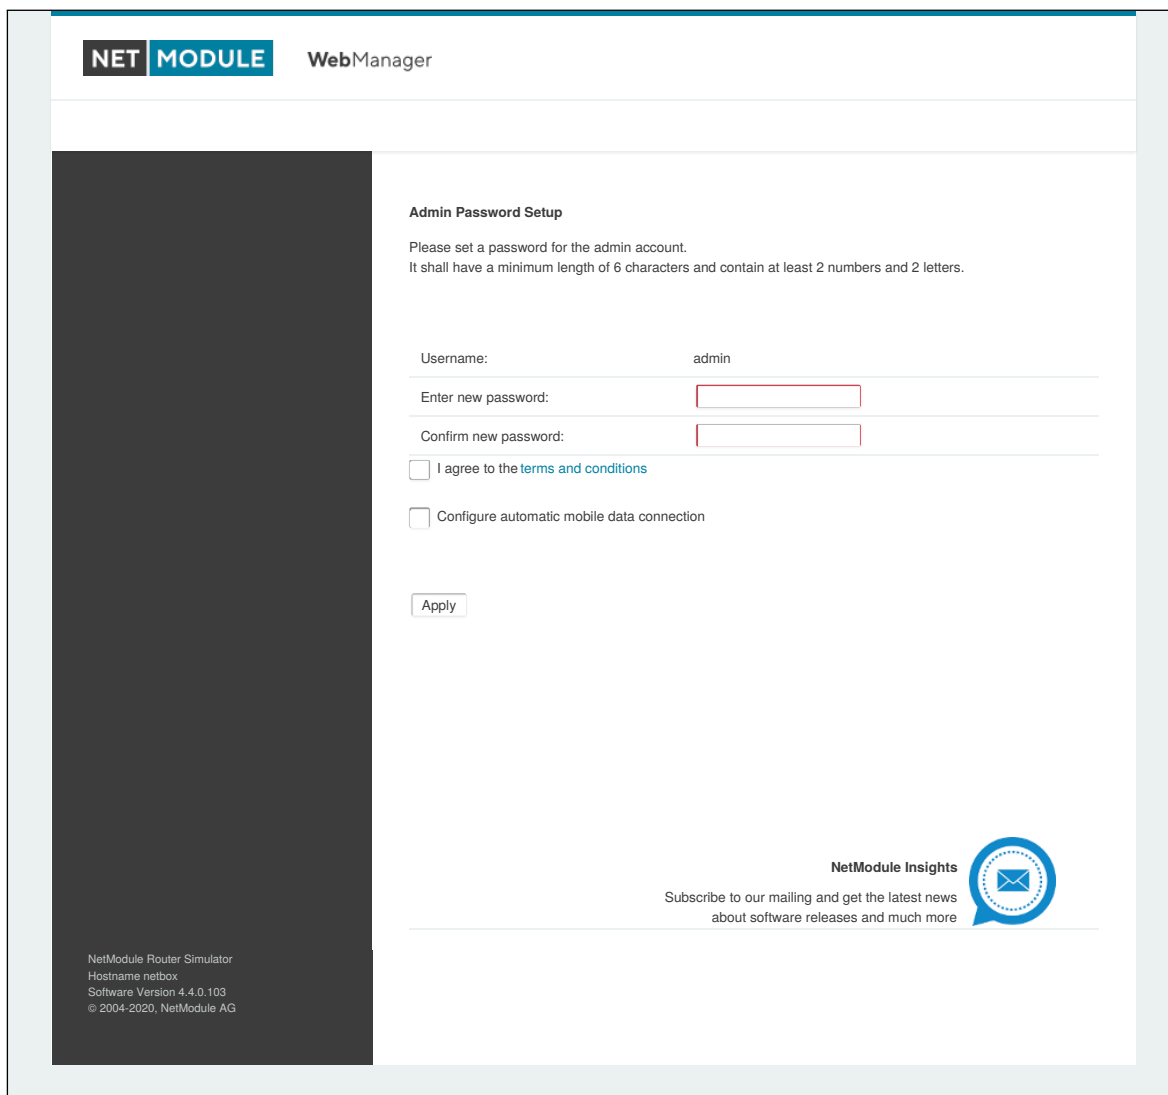 NET MODULE WebManager
Admin Password Setup
Please set a password for the admin account.
It shall have a minimum length of 6 characters and contain at least 2 numbers and 2 letters.
Username: admin
Enter new password:
Confirm new password:
I agree to the terms and conditions
Configure automatic mobile data connection
Apply
NetModule Insights
Subscribe to our mailing and get the latest news
about software releases and much more
NetModule Router Simulator
Hostname netbox
Software Version 4.4.0.103
© 2004-2020, NetModule AG